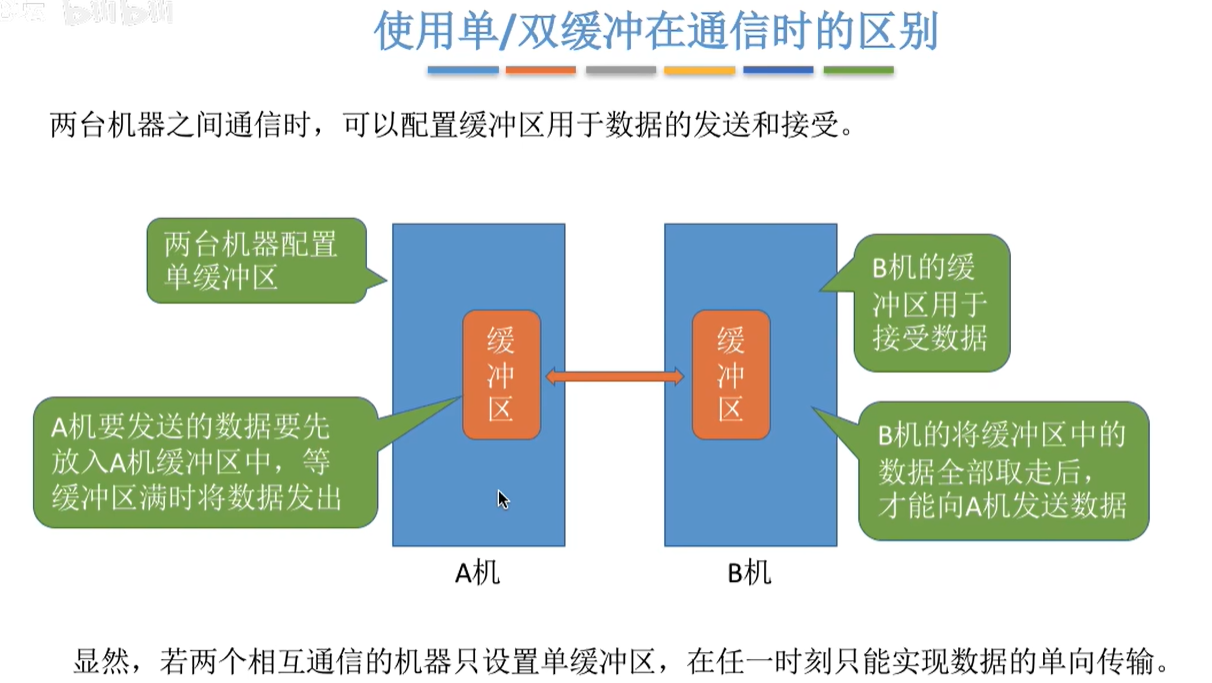 使用单/双缓冲在通信时的区别
两台机器之间通信时，可以配置缓冲区用于数据的发送和接受。
两台机器配置
单缓冲区
B机的缓
冲区用于
接受数据
缓
冲
区
缓
冲
区
A机要发送的数据要先
放入A机缓冲区中，等
缓冲区满时将数据发出
B机的将缓冲区中的
数据全部取走后，
才能向A机发送数据
A机
B机
显然，若两个相互通信的机器只设置单缓冲区，在任一时刻只能实现数据的单向传输。